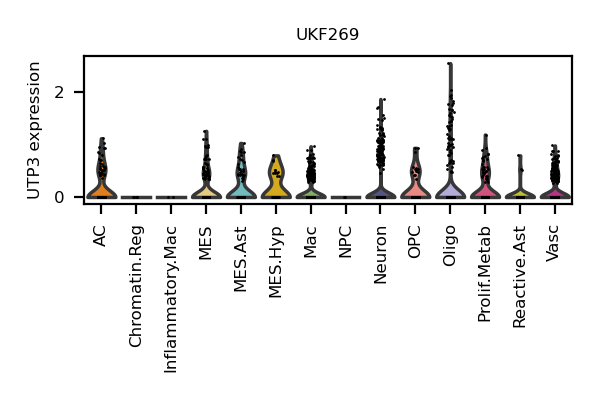 UKF269
UTP3 expression
2
0
AC
Chromatin.Reg
Inflammatory.Mac
MES
MES.Ast
MES.Hyp
Mac
NPC
Neuron
OPC
Oligo
Prolif.Metab
Reactive.Ast
Vasc